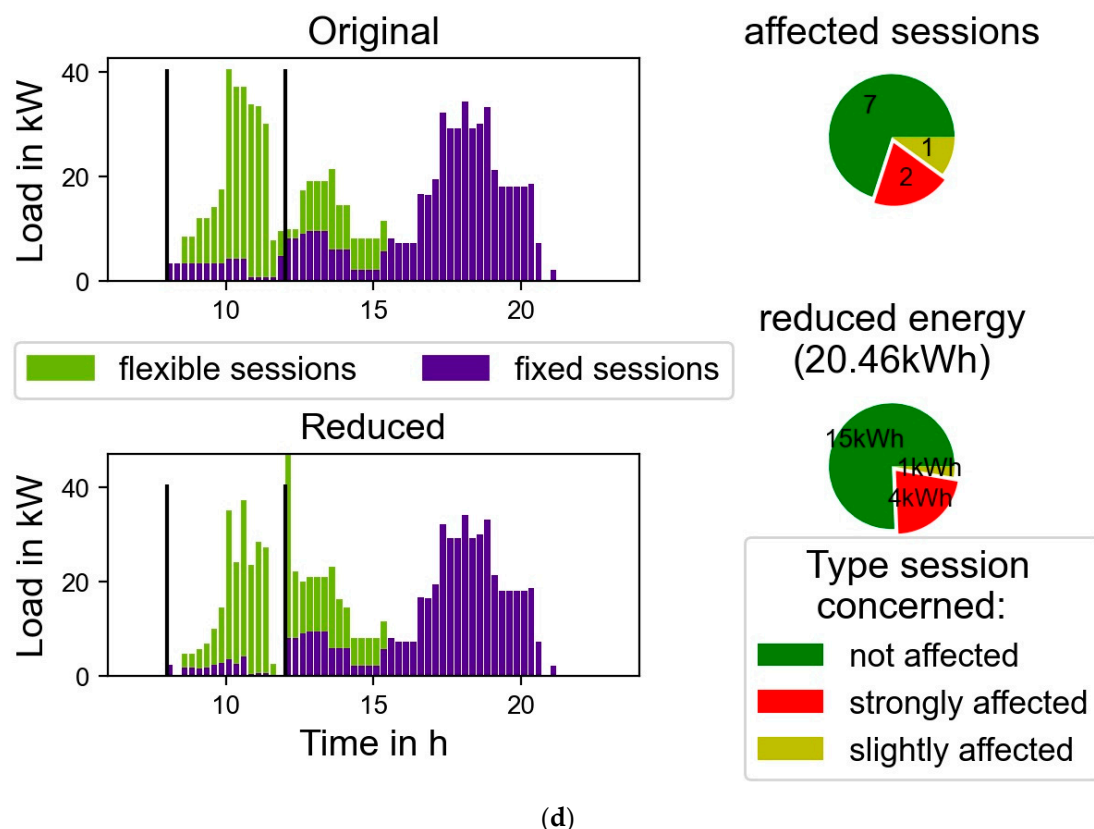 Original
Load in kW
40
20
0
10
15
20
flexible sessions
fixed sessions
Reduced
Load in kW
40
20
0
10
15
20
Time in h
affected sessions
7
1
2
reduced energy
(20.46kWh)
15kWh
1kWh
4kWh
Type session
concerned:
not affected
strongly affected
slightly affected
(d)